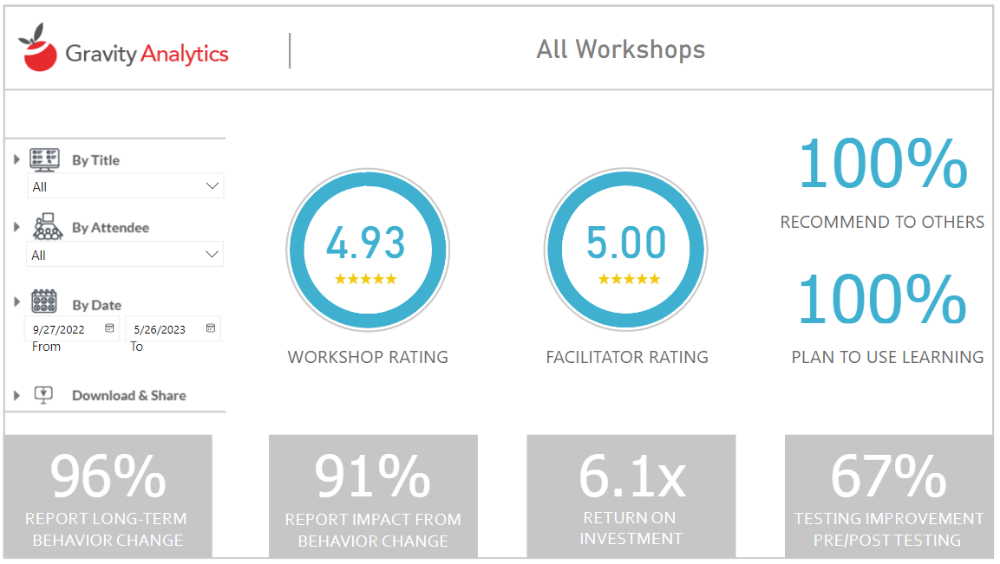 Gravity Analytics
All Workshops
By Title
All
By Attendee
All
By Date
9/27/2022
5/26/2023
From
To
Download & Share
4.93
WORKSHOP RATING
5.00
FACILITATOR RATING
100%
RECOMMEND TO OTHERS
100%
PLAN TO USE LEARNING
96%
REPORT LONG-TERM
BEHAVIOR CHANGE
91%
REPORT IMPACT FROM
BEHAVIOR CHANGE
6.1x
RETURN ON
INVESTMENT
67%
TESTING IMPROVEMENT
PRE/POST TESTING